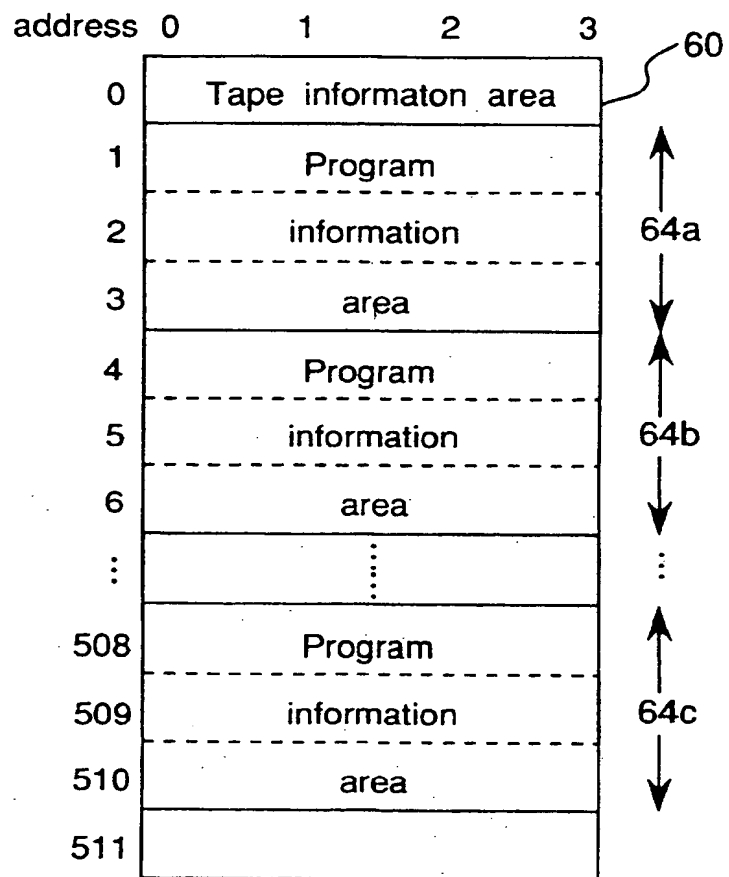 address 0 1 2 3
60
0 Tape informaton area
1 Program
2 information 64a
3 area
4 Program
5 information 64b
6 area
⋮ ⋮ ⋮
508 Program
509 information 64c
510 area
511